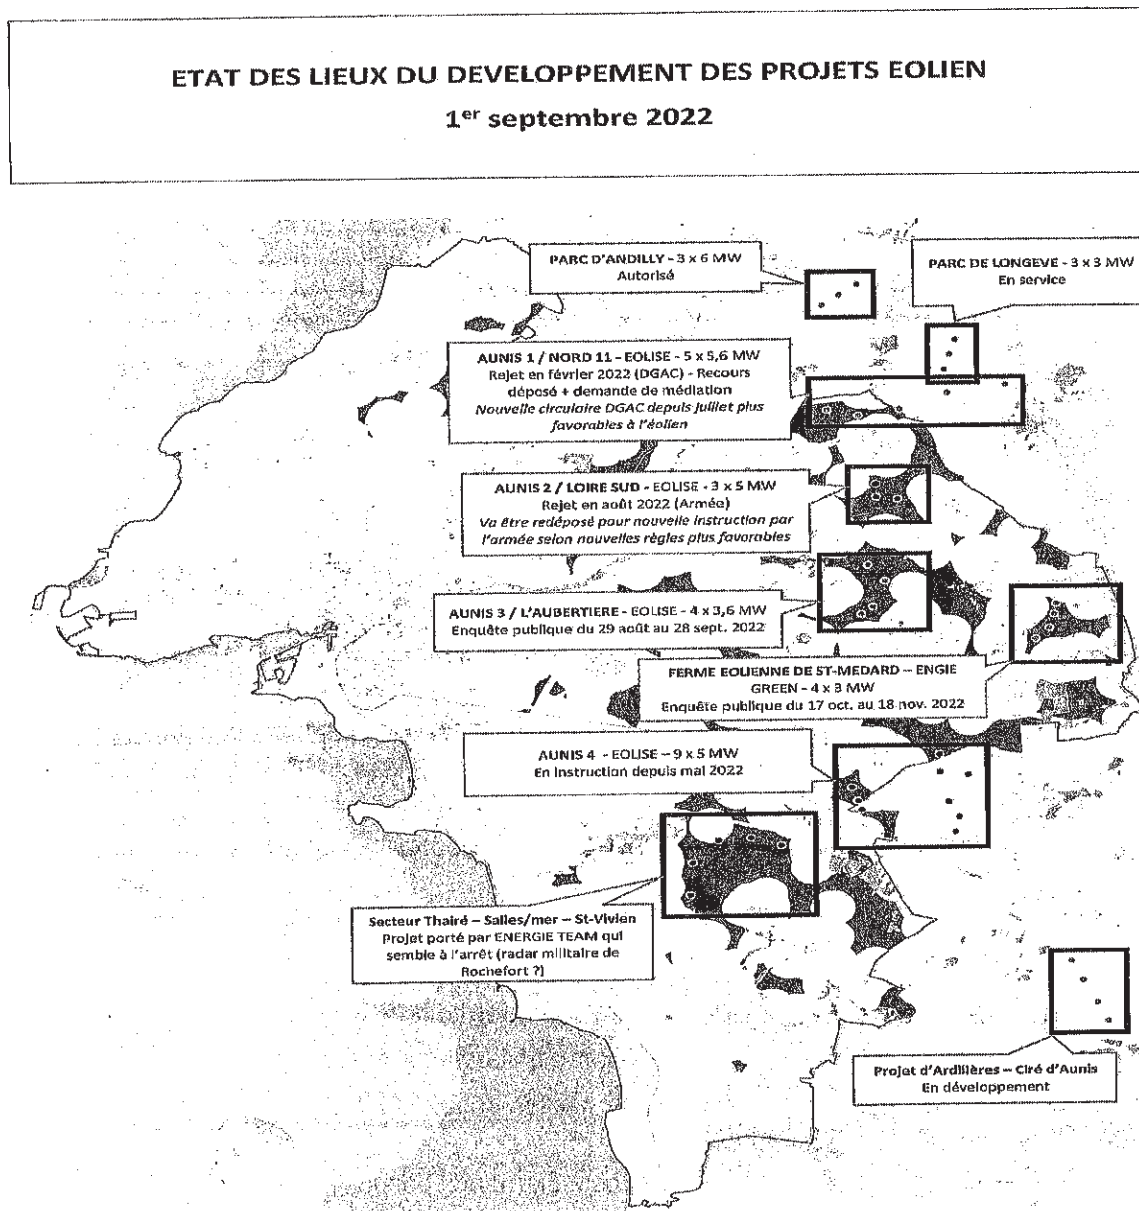 ETAT DES LIEUX DU DEVELOPPEMENT DES PROJETS EOLIEN
1er septembre 2022
PARC D'ANDILLY - 3 x 6 MW
Autorisé
PARC DE LONGEVE - 3 x 3 MW
En service
AUNIS 1 / NORD 11 - EOLISE - 5 x 5,6 MW
Rejet en février 2022 (DGAC) - Recours
déposé + demande de médiation
Nouvelle circulaire DGAC depuis juillet plus
favorables à l'éolien
AUNIS 2 / LOIRE SUD - EOLISE - 3 x 5 MW
Rejet en août 2022 (Armée)
Va être redéposé pour nouvelle instruction par
l'armée selon nouvelles règles plus favorables
AUNIS 3 / L'AUBERTIERE - EOLISE - 4 x 3,6 MW
Enquête publique du 29 août au 28 sept. 2022
FERME EOLIENNE DE ST-MEDARD – ENGIE
GREEN - 4 x 3 MW
Enquête publique du 17 oct. au 18 nov. 2022
AUNIS 4 - EOLISE – 9 x 5 MW
En instruction depuis mai 2022
Secteur Thairé – Salles/mer – St-Vivien
Projet porté par ENERGIE TEAM qui
semble à l'arrêt (radar militaire de
Rochefort ?)
Projet d'Ardillères – Ciré d'Aunis
En développement